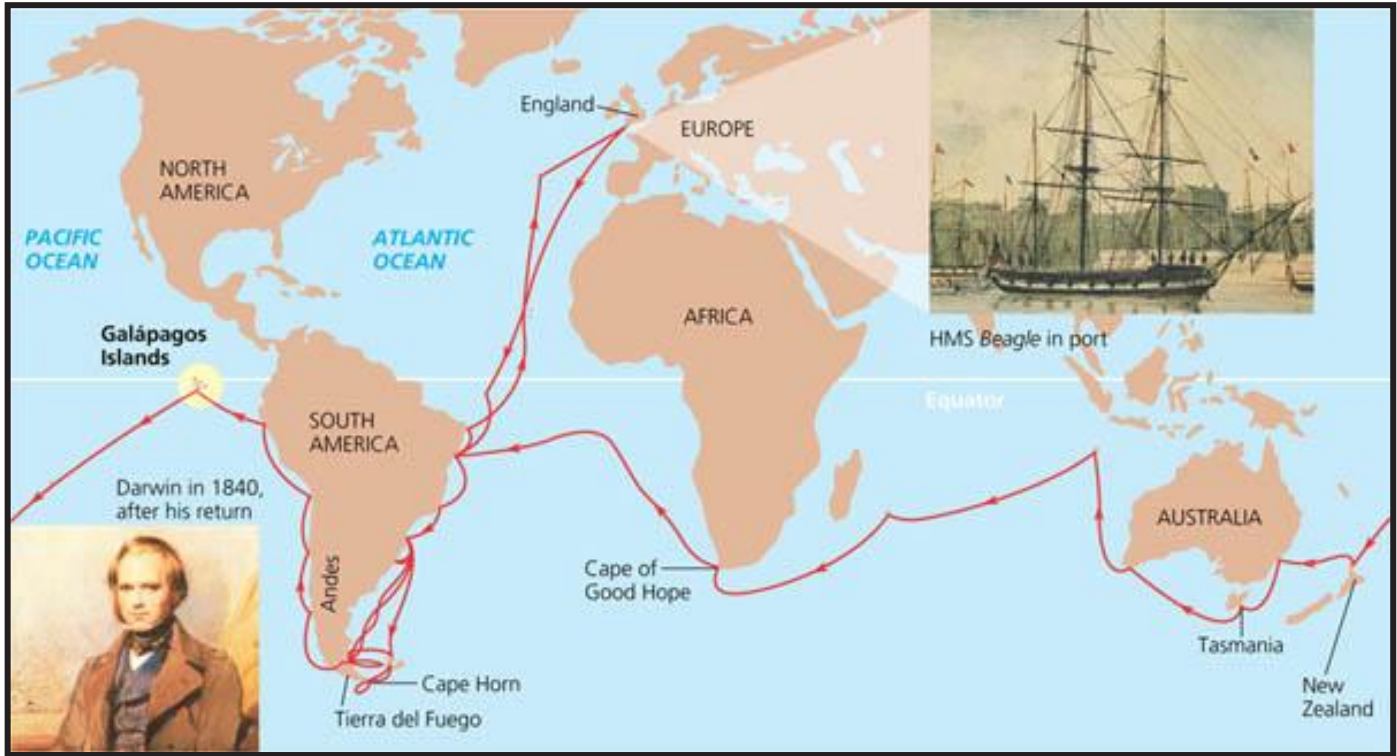 England
EUROPE
NORTH
AMERICA
PACIFIC
OCEAN
ATLANTIC
OCEAN
AFRICA
HMS Beagle in port
Galápagos
Islands
Equator
SOUTH
AMERICA
Darwin in 1840,
after his return
Andes
AUSTRALIA
Cape of
Good Hope
Tasmania
Cape Horn
New
Zealand
Tierra del Fuego